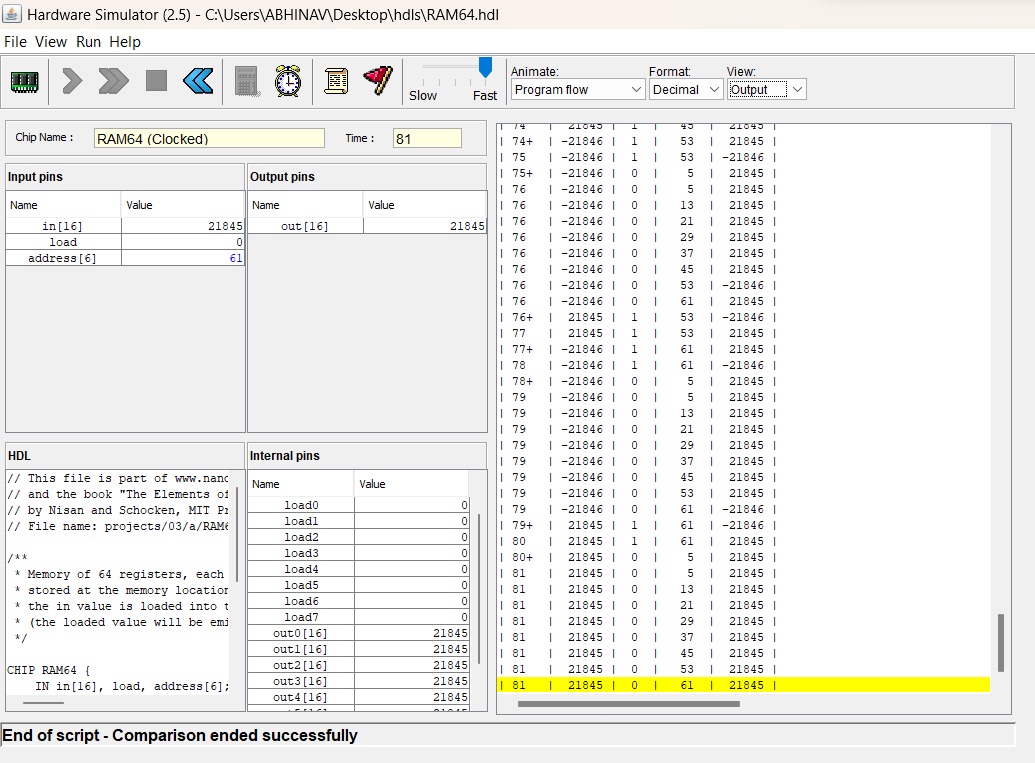 Hardware Simulator (2.5) - C:\Users\ABHINAV\Desktop\hdls\RAM64.hdl
File View Run Help
Slow Fast
Animate: Format: View:
Program flow Decimal Output
Chip Name : RAM64 (Clocked) Time : 81
Input pins
Name Value
in[16] 21845
load 0
address[6] 61
Output pins
Name Value
out[16] 21845
HDL
// This file is part of www.nand
// and the book "The Elements of
// by Nisan and Schocken, MIT Pr
// File name: projects/03/a/RAM6
/**
* Memory of 64 registers, each
* stored at the memory location
* the in value is loaded into t
* (the loaded value will be emi
*/
CHIP RAM64 {
IN in[16], load, address[6];
Internal pins
Name Value
load0 0
load1 0
load2 0
load3 0
load4 0
load5 0
load6 0
load7 0
out0[16] 21845
out1[16] 21845
out2[16] 21845
out3[16] 21845
out4[16] 21845
| 74 | 21845 | 1 | 45 | 21845 |
| 74+ | -21846 | 1 | 53 | 21845 |
| 75 | -21846 | 1 | 53 | -21846 |
| 75+ | -21846 | 0 | 5 | 21845 |
| 76 | -21846 | 0 | 5 | 21845 |
| 76 | -21846 | 0 | 13 | 21845 |
| 76 | -21846 | 0 | 21 | 21845 |
| 76 | -21846 | 0 | 29 | 21845 |
| 76 | -21846 | 0 | 37 | 21845 |
| 76 | -21846 | 0 | 45 | 21845 |
| 76 | -21846 | 0 | 53 | -21846 |
| 76 | -21846 | 0 | 61 | 21845 |
| 76+ | 21845 | 1 | 53 | -21846 |
| 77 | 21845 | 1 | 53 | 21845 |
| 77+ | -21846 | 1 | 61 | 21845 |
| 78 | -21846 | 1 | 61 | -21846 |
| 78+ | -21846 | 0 | 5 | 21845 |
| 79 | -21846 | 0 | 5 | 21845 |
| 79 | -21846 | 0 | 13 | 21845 |
| 79 | -21846 | 0 | 21 | 21845 |
| 79 | -21846 | 0 | 29 | 21845 |
| 79 | -21846 | 0 | 37 | 21845 |
| 79 | -21846 | 0 | 45 | 21845 |
| 79 | -21846 | 0 | 53 | 21845 |
| 79 | -21846 | 0 | 61 | -21846 |
| 79+ | 21845 | 1 | 61 | -21846 |
| 80 | 21845 | 1 | 61 | 21845 |
| 80+ | 21845 | 0 | 5 | 21845 |
| 81 | 21845 | 0 | 5 | 21845 |
| 81 | 21845 | 0 | 13 | 21845 |
| 81 | 21845 | 0 | 21 | 21845 |
| 81 | 21845 | 0 | 29 | 21845 |
| 81 | 21845 | 0 | 37 | 21845 |
| 81 | 21845 | 0 | 45 | 21845 |
| 81 | 21845 | 0 | 53 | 21845 |
| 81 | 21845 | 0 | 61 | 21845 |
End of script - Comparison ended successfully